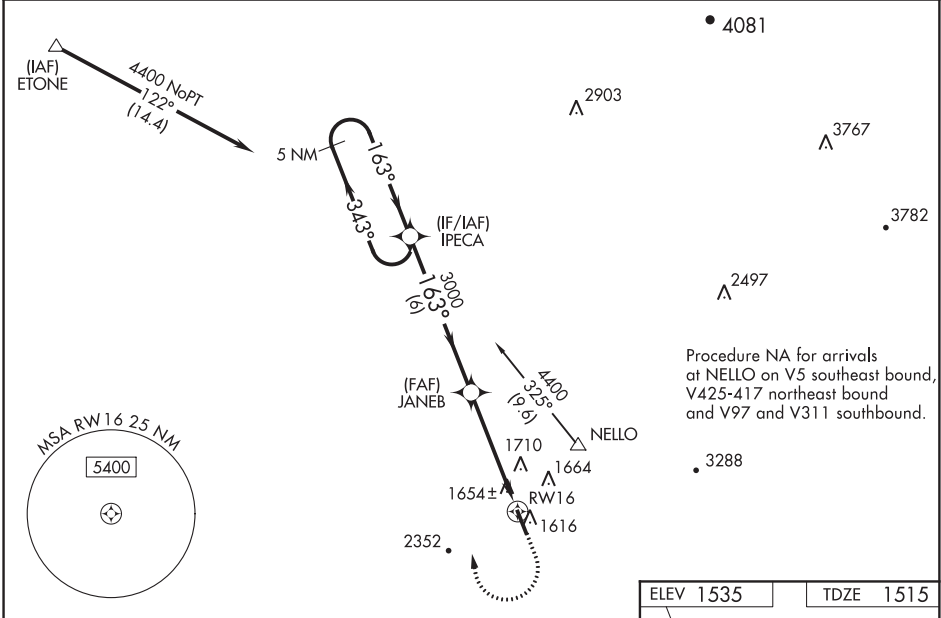 4081
(IAF)
ETONE
4400 NoPT
122°
(14.4)
2903
3767
5 NM
163°
343°
(IF/IAF)
IPECA
3782
3000
163°
(6)
2497
Procedure NA for arrivals
at NELLO on V5 southeast bound,
V425-417 northeast bound
and V97 and V311 southbound.
(FAF)
JANEB
4400
325°
(9.6)
NELLO
MSA RW16 25 NM
5400
1710
1664
3288
1654±
RW16
1616
2352
ELEV 1535
TDZE 1515